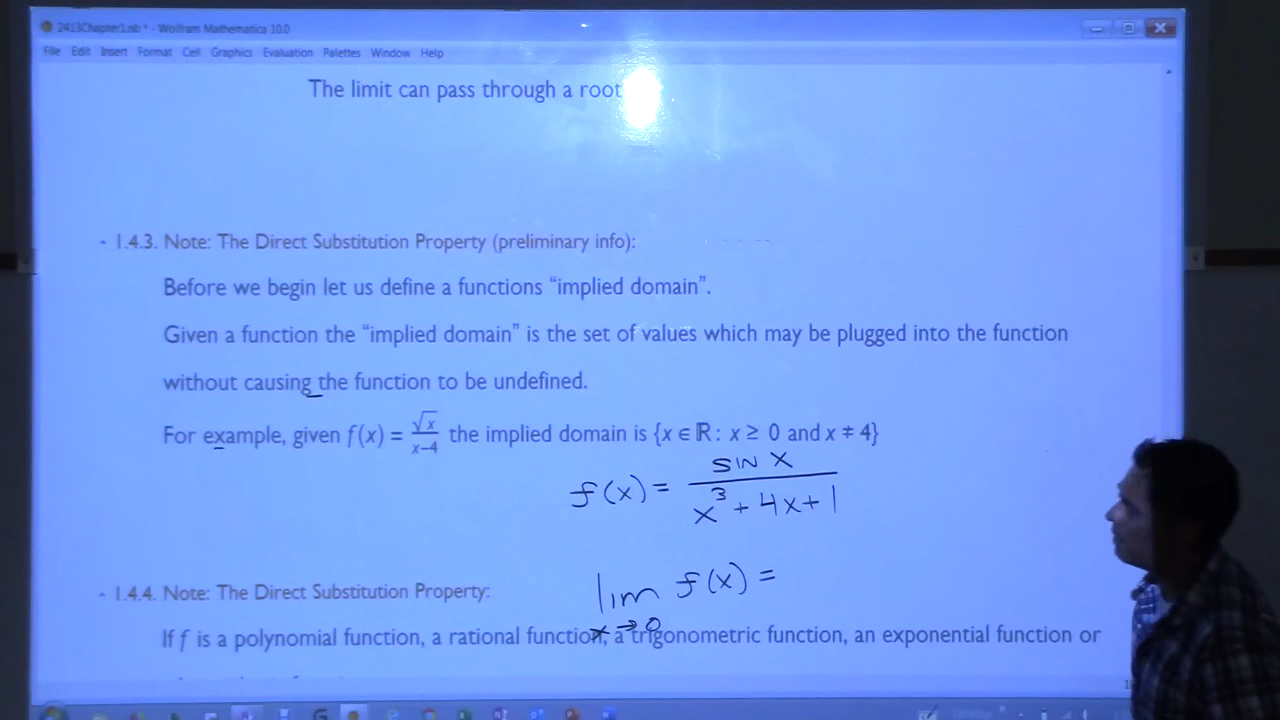 2413Chapter1.nb * - Wolfram Mathematica 10.0
File Edit Insert Format Cell Graphics Evaluation Palettes Window Help
The limit can pass through a root
1.4.3. Note: The Direct Substitution Property (preliminary info):
Before we begin let us define a functions “implied domain”.
Given a function the “implied domain” is the set of values which may be plugged into the function
without causing the function to be undefined.
For example, given f(x) = √x/(x-4) the implied domain is {x ∈ ℝ : x ≥ 0 and x ≠ 4}
f(x) = sin x / (x³ + 4x + 1)
lim x→0 f(x) =
1.4.4. Note: The Direct Substitution Property:
If f is a polynomial function, a rational function, a trigonometric function, an exponential function or